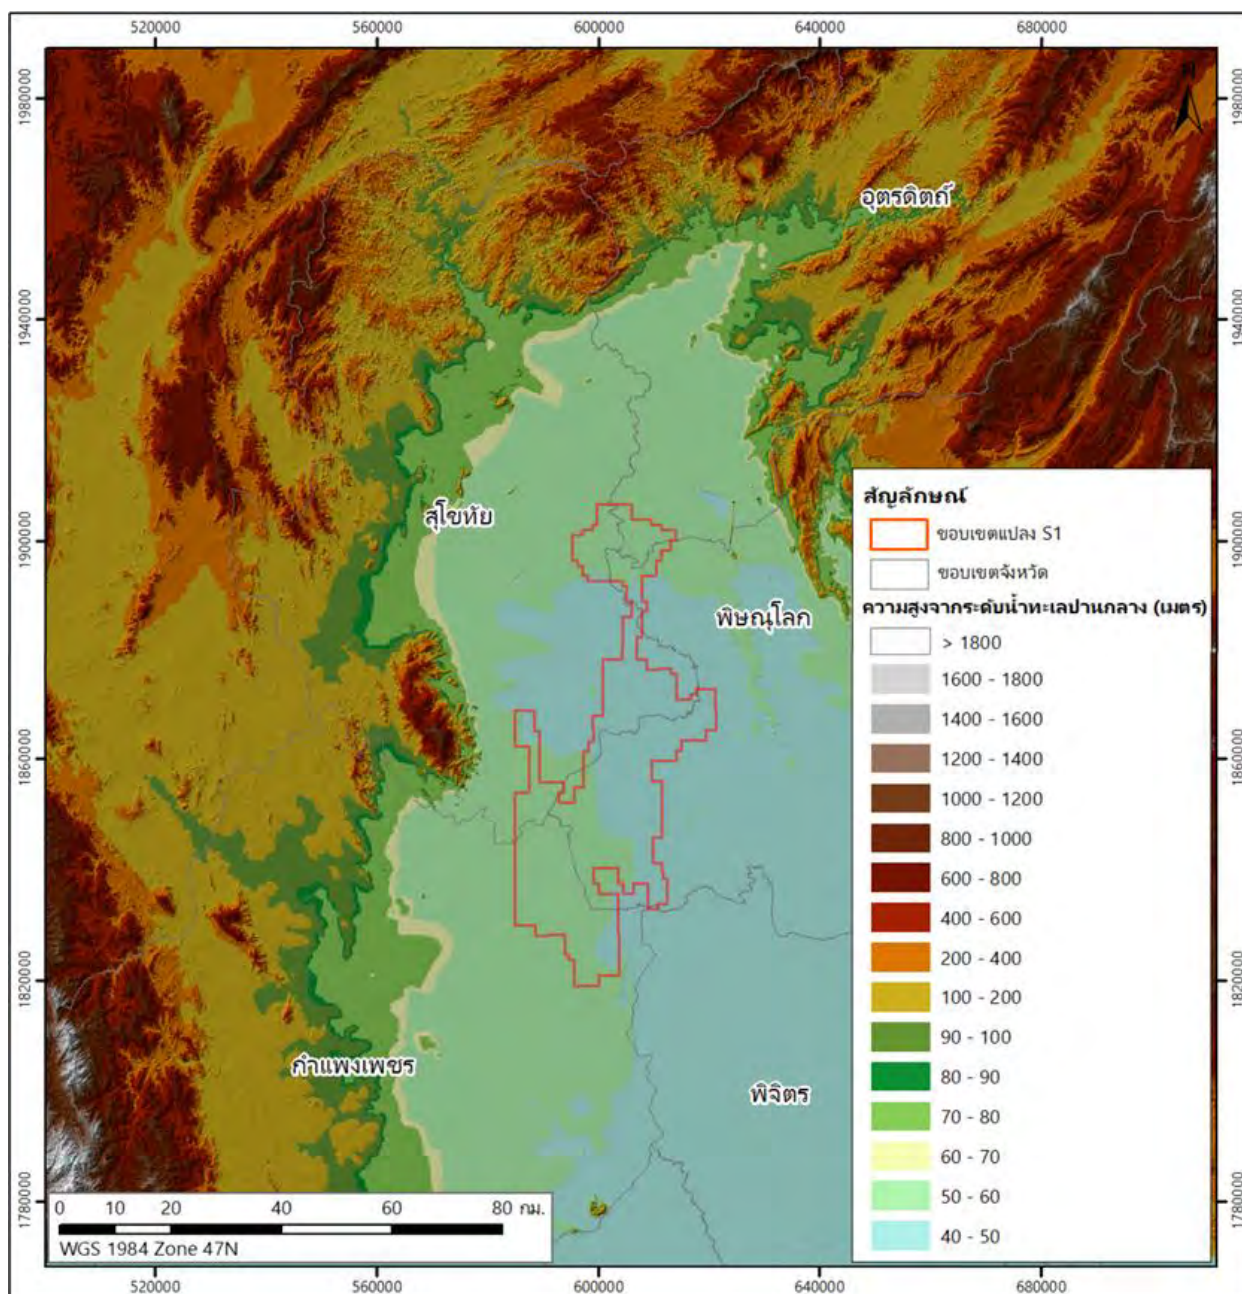 520000 560000 600000 640000 680000
1980000 1980000
N
อุตรดิตถ์
1940000 1940000
สุโขทัย
1900000 1900000
พิษณุโลก
1860000 1860000
1820000 1820000
กำแพงเพชร
พิจิตร
1780000 1780000
สัญลักษณ์
ขอบเขตแปลง S1
ขอบเขตจังหวัด
ความสูงจากระดับน้ำทะเลปานกลาง (เมตร)
> 1800
1600 - 1800
1400 - 1600
1200 - 1400
1000 - 1200
800 - 1000
600 - 800
400 - 600
200 - 400
100 - 200
90 - 100
80 - 90
70 - 80
60 - 70
50 - 60
40 - 50
0 10 20 40 60 80 กม.
WGS 1984 Zone 47N
520000 560000 600000 640000 680000